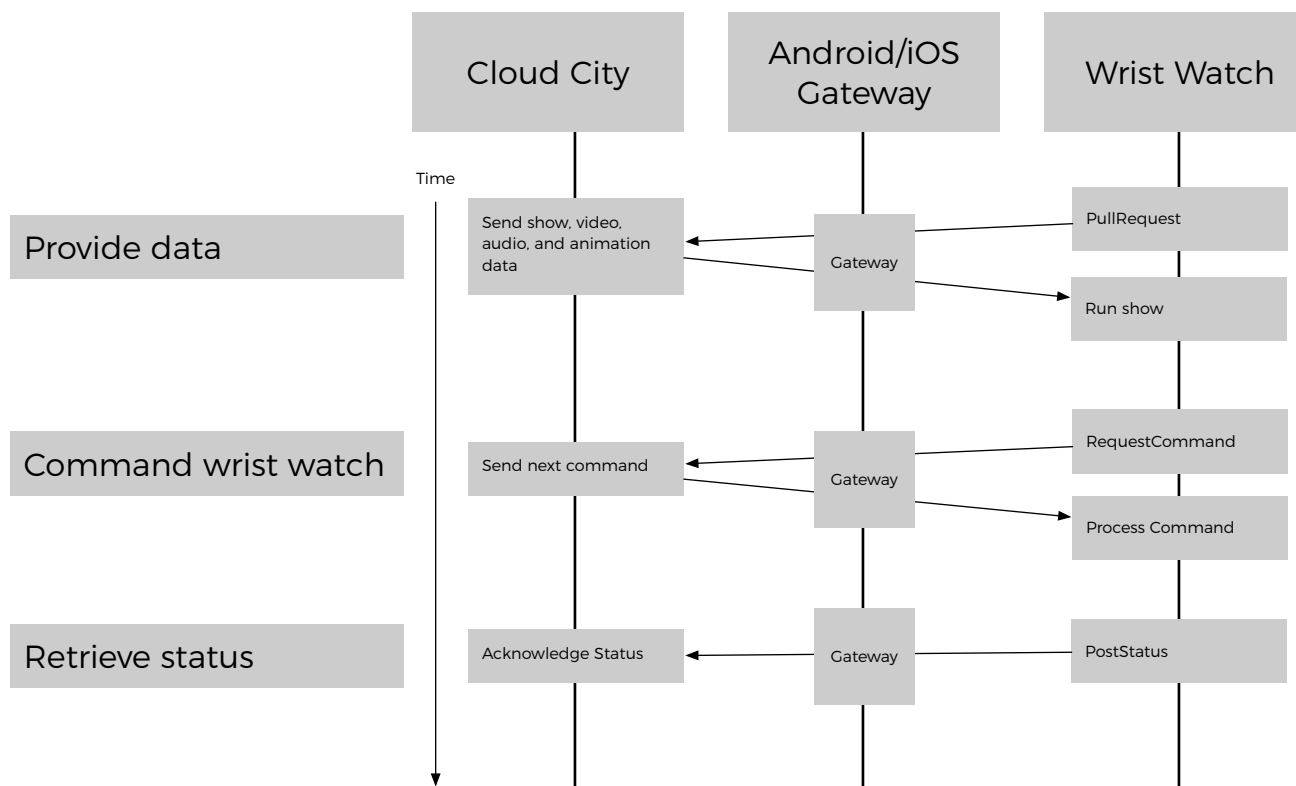 Cloud City
Android/iOS
Gateway
Wrist Watch
Time
Provide data
Send show, video,
audio, and animation
data
Gateway
PullRequest
Run show
Command wrist watch
Send next command
Gateway
RequestCommand
Process Command
Retrieve status
Acknowledge Status
Gateway
PostStatus